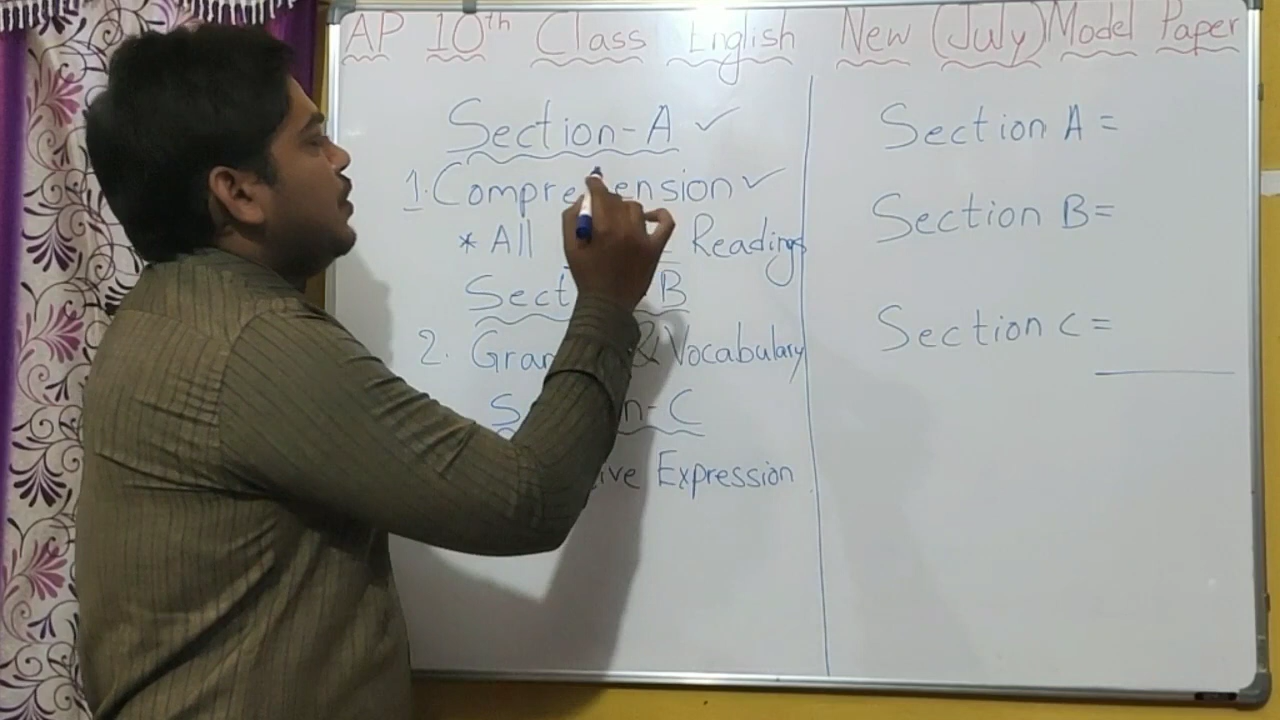 AP 10th Class English New (July) Model Paper
Section-A ✓
1. Comprehension ✓
* All Readings
Section-B
2. Grammar & Vocabulary
Section-C
Expression
Section A =
Section B =
Section C =